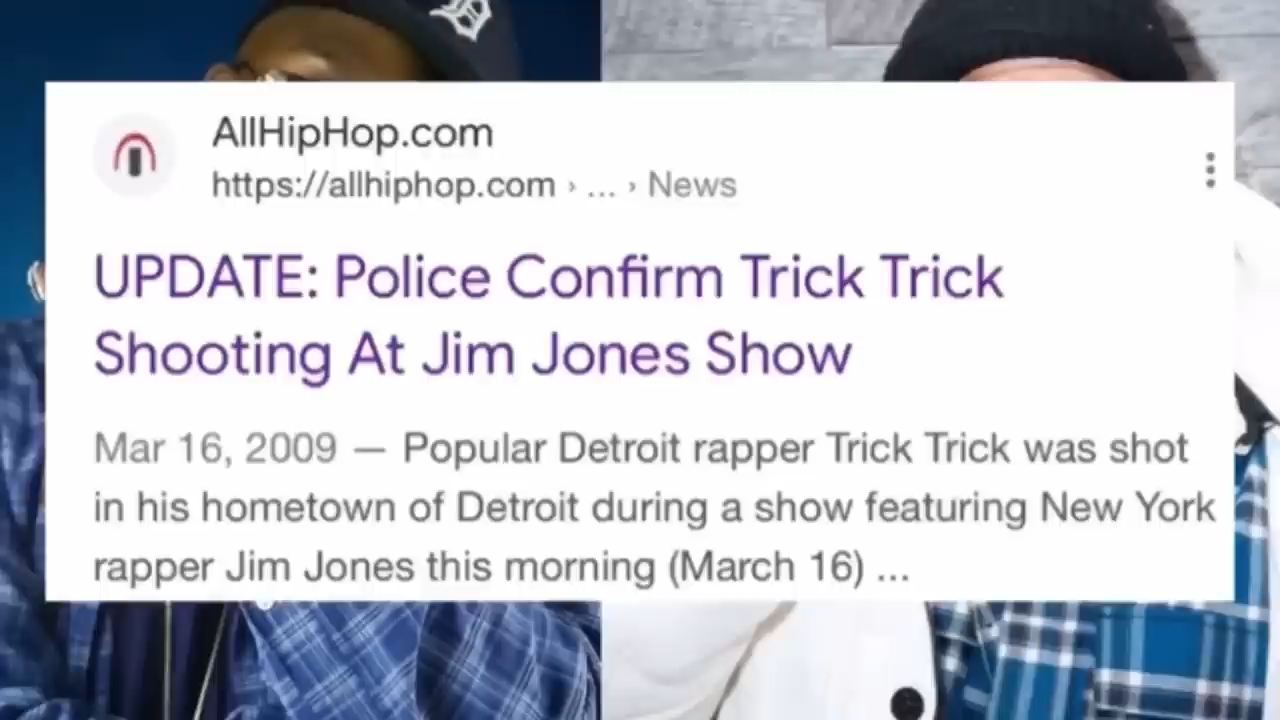 AllHipHop.com
https://allhiphop.com › ... › News
UPDATE: Police Confirm Trick Trick
Shooting At Jim Jones Show
Mar 16, 2009 — Popular Detroit rapper Trick Trick was shot
in his hometown of Detroit during a show featuring New York
rapper Jim Jones this morning (March 16) ...